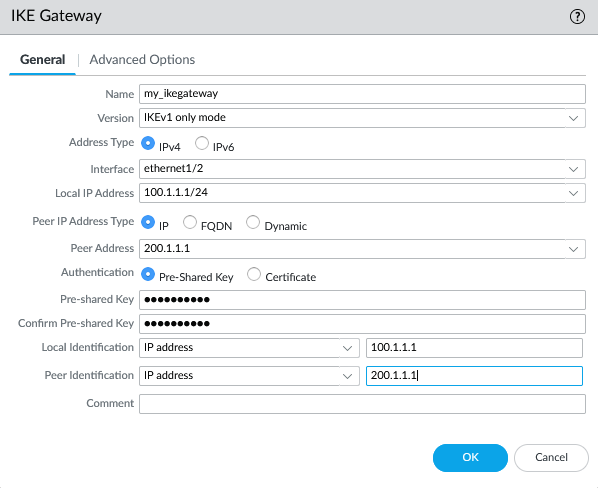 IKE Gateway ?
General | Advanced Options
Name my_ikegateway
Version IKEv1 only mode
Address Type IPv4 IPv6
Interface ethernet1/2
Local IP Address 100.1.1.1/24
Peer IP Address Type IP FQDN Dynamic
Peer Address 200.1.1.1
Authentication Pre-Shared Key Certificate
Pre-shared Key ••••••••••
Confirm Pre-shared Key ••••••••••
Local Identification IP address 100.1.1.1
Peer Identification IP address 200.1.1.1
Comment
OK Cancel